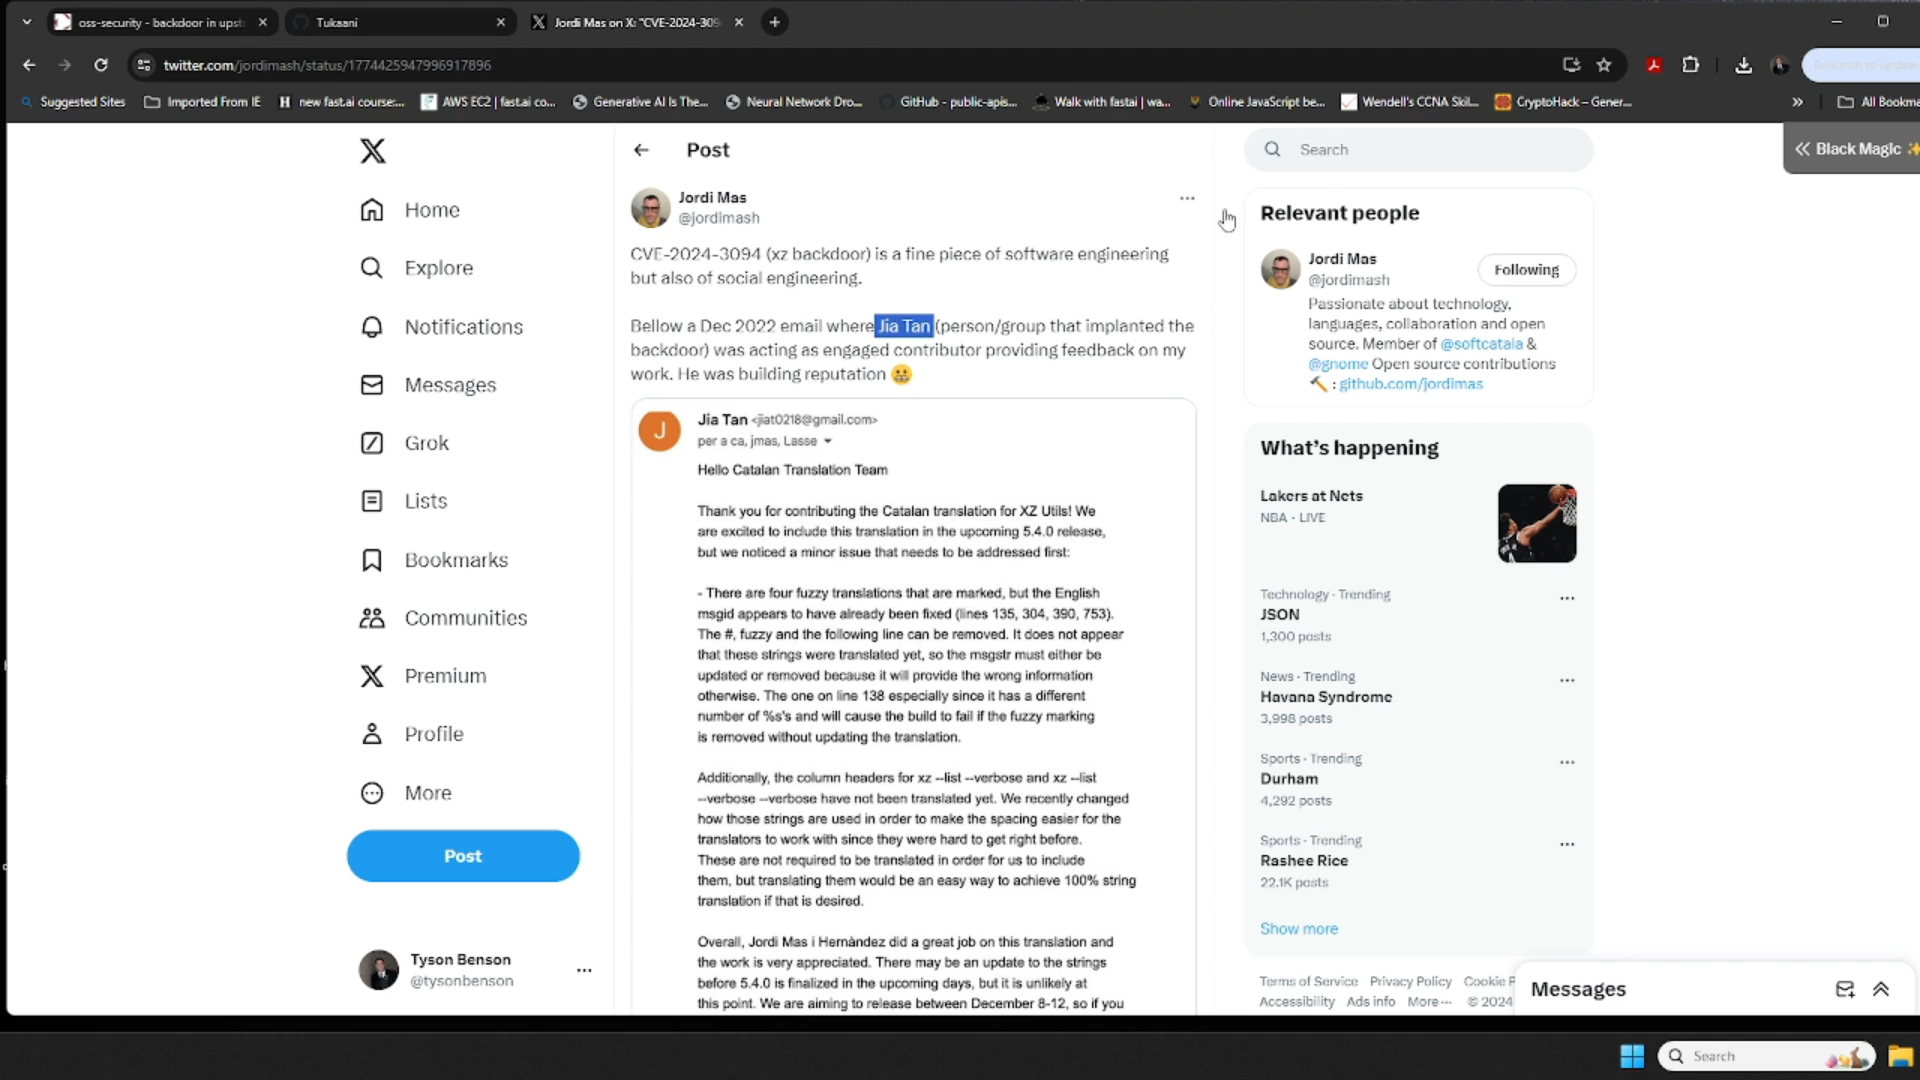 oss-security - backdoor in upst
Tukaani
Jordi Mas on X: "CVE-2024-309
twitter.com/jordimash/status/1774425947996917896
Suggested Sites
Imported From IE
new fast.ai course:...
AWS EC2 | fast.ai co...
Generative AI Is The...
Neural Network Dro...
GitHub - public-apis...
Walk with fastai | wa...
Online JavaScript be...
Wendell's CCNA Skil...
CryptoHack – Gener...
All Bookma
Black Magic ✨
Home
Explore
Notifications
Messages
Grok
Lists
Bookmarks
Communities
Premium
Profile
More
Post
Tyson Benson
@tysonbenson
Post
Jordi Mas
@jordimash
CVE-2024-3094 (xz backdoor) is a fine piece of software engineering
but also of social engineering.
Bellow a Dec 2022 email where Jia Tan (person/group that implanted the
backdoor) was acting as engaged contributor providing feedback on my
work. He was building reputation 😬
J
Jia Tan <jiat0218@gmail.com>
per a ca, jmas, Lasse
Hello Catalan Translation Team
Thank you for contributing the Catalan translation for XZ Utils! We
are excited to include this translation in the upcoming 5.4.0 release,
but we noticed a minor issue that needs to be addressed first:
- There are four fuzzy translations that are marked, but the English
msgid appears to have already been fixed (lines 135, 304, 390, 753).
The #, fuzzy and the following line can be removed. It does not appear
that these strings were translated yet, so the msgstr must either be
updated or removed because it will provide the wrong information
otherwise. The one on line 138 especially since it has a different
number of %s's and will cause the build to fail if the fuzzy marking
is removed without updating the translation.
Additionally, the column headers for xz --list --verbose and xz --list
--verbose --verbose have not been translated yet. We recently changed
how those strings are used in order to make the spacing easier for the
translators to work with since they were hard to get right before.
These are not required to be translated in order for us to include
them, but translating them would be an easy way to achieve 100% string
translation if that is desired.
Overall, Jordi Mas i Hernàndez did a great job on this translation and
the work is very appreciated. There may be an update to the strings
before 5.4.0 is finalized in the upcoming days, but it is unlikely at
this point. We are aiming to release between December 8-12, so if you
Search
Relevant people
Jordi Mas
@jordimash
Following
Passionate about technology,
languages, collaboration and open
source. Member of @softcatala &
@gnome Open source contributions
🔨 : github.com/jordimas
What's happening
Lakers at Nets
NBA · LIVE
Technology · Trending
JSON
1,300 posts
News · Trending
Havana Syndrome
3,998 posts
Sports · Trending
Durham
4,292 posts
Sports · Trending
Rashee Rice
22.1K posts
Show more
Terms of Service Privacy Policy Cookie P
Accessibility Ads info More ··· © 2024
Messages
Search